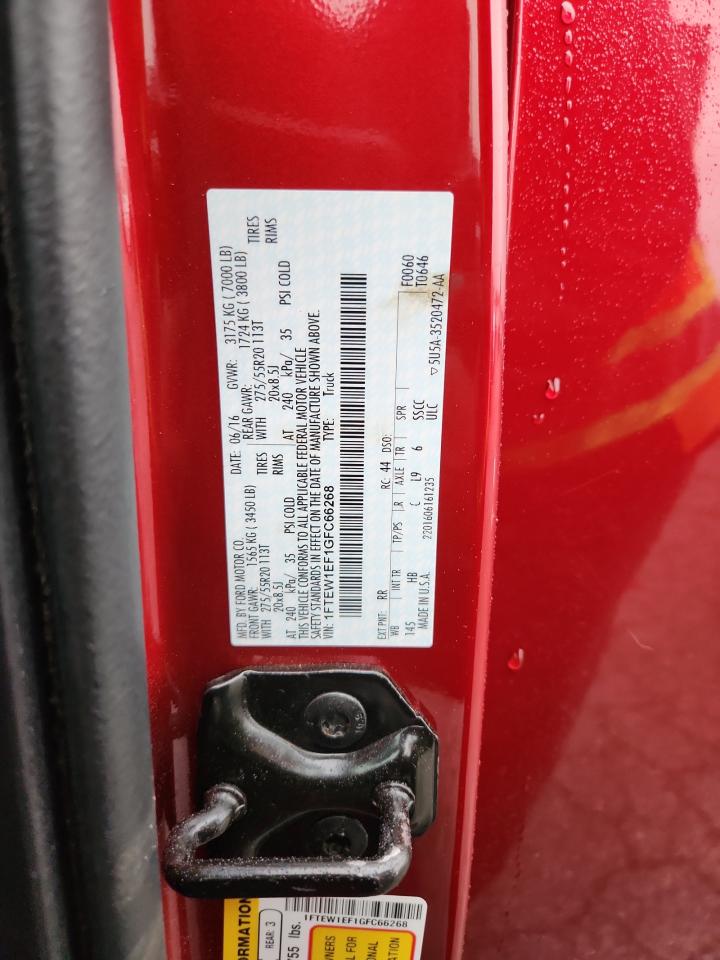 MFD. BY FORD MOTOR CO.
DATE: 06/16 GVWR: 3175 KG ( 7000 LB)
FRONT GAWR: 1565 KG ( 3450 LB) REAR GAWR: 1724 KG ( 3800 LB)
WITH 275/55R20 113T TIRES WITH 275/55R20 113T TIRES
20x8.5J RIMS 20x8.5J RIMS
AT 240 kPa/ 35 PSI COLD AT 240 kPa/ 35 PSI COLD
THIS VEHICLE CONFORMS TO ALL APPLICABLE FEDERAL MOTOR VEHICLE
SAFETY STANDARDS IN EFFECT ON THE DATE OF MANUFACTURE SHOWN ABOVE.
VIN: 1FTEW1EF1GFC66268 TYPE: Truck
EXT PNT: RR RC: 44 DSO: F0060
WB INT TR TP/PS R AXLE TR SPR T0646
145 HB C L9 6 SSCC
MADE IN U.S.A. 2201606161235 ULC
▽5U5A-3520472-AA
REAR: 3
755 lbs.
1FTEW1EF1GFC66268